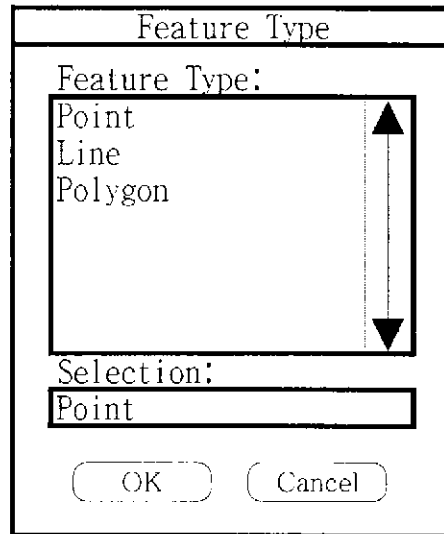 Feature Type
Feature Type:
Point
Line
Polygon
Selection:
Point
OK Cancel